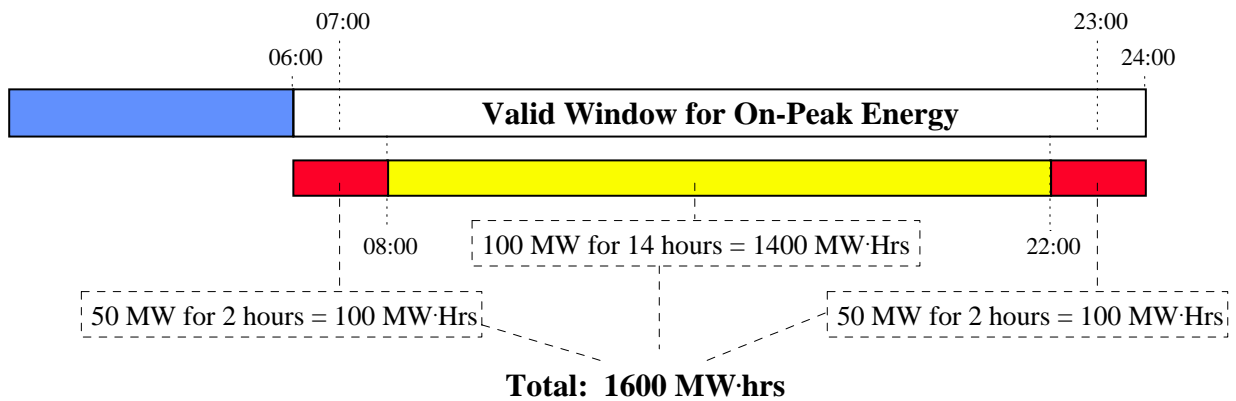 07:00
23:00
06:00
24:00
Valid Window for On-Peak Energy
08:00
100 MW for 14 hours = 1400 MW·Hrs
22:00
50 MW for 2 hours = 100 MW·Hrs
50 MW for 2 hours = 100 MW·Hrs
Total: 1600 MW·hrs